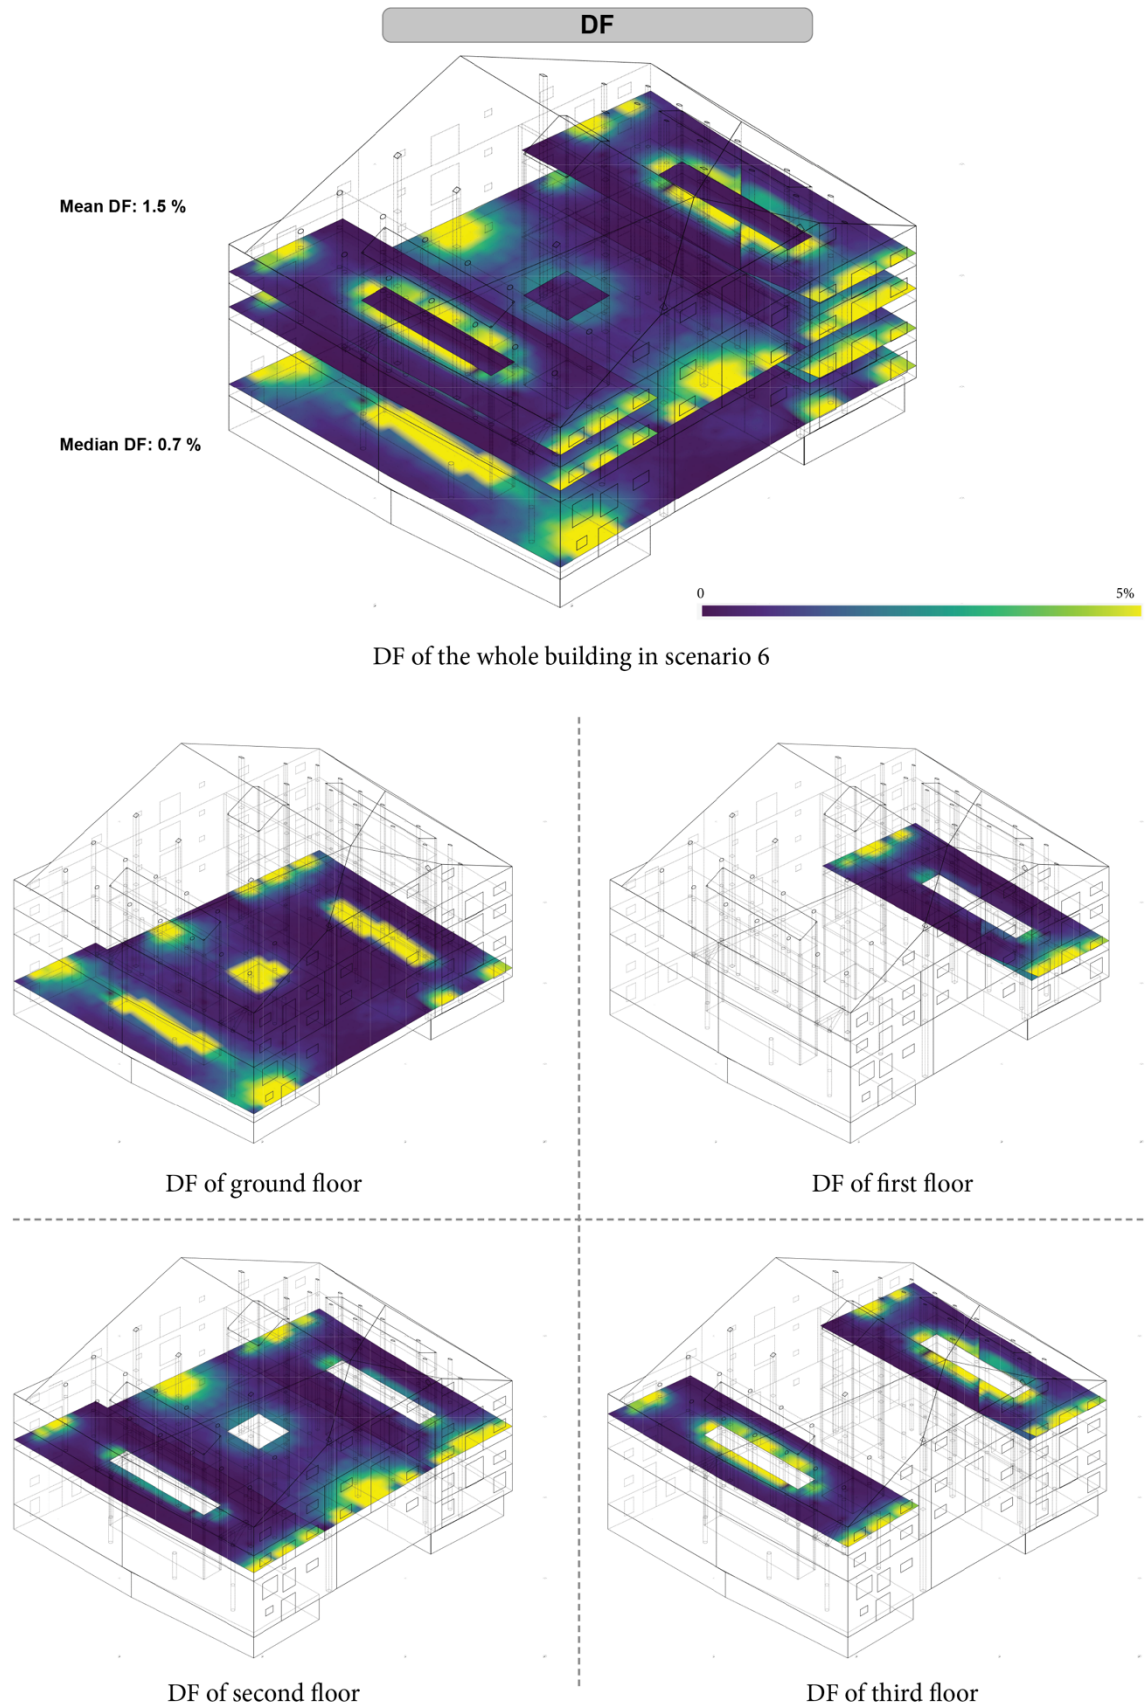 DF
Mean DF: 1.5 %
Median DF: 0.7 %
0
5%
DF of the whole building in scenario 6
DF of ground floor
DF of first floor
DF of second floor
DF of third floor